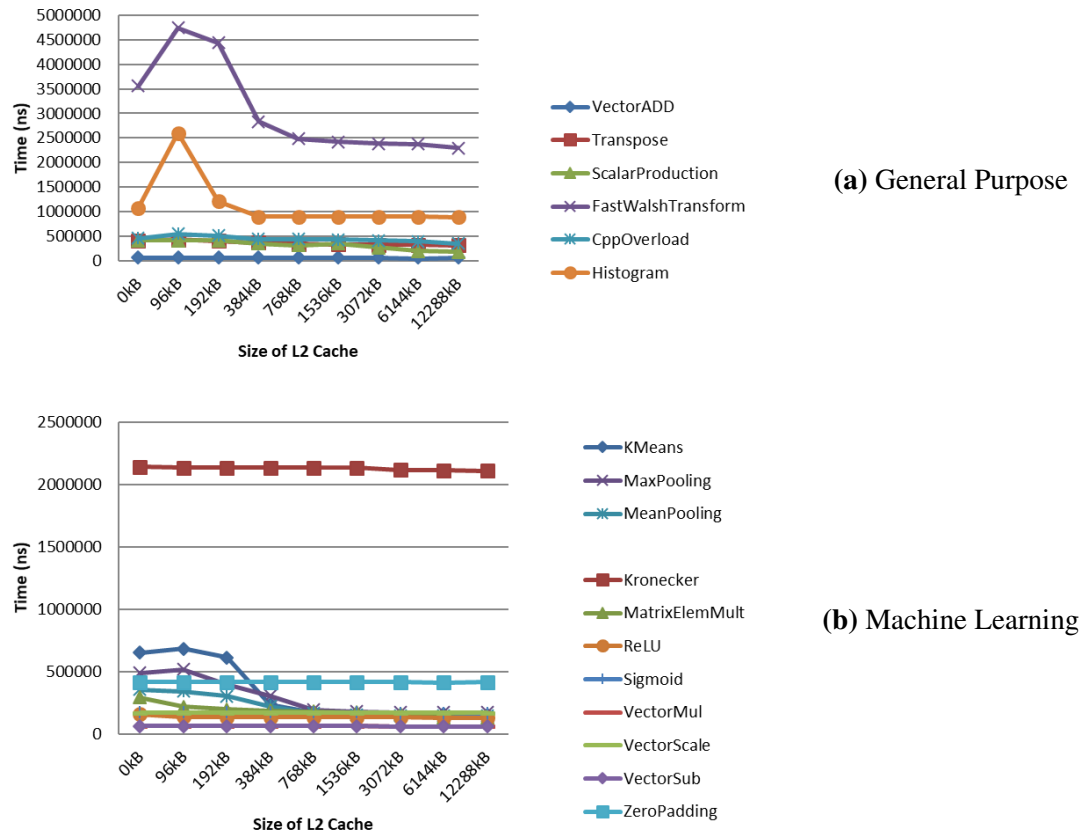 5000000
4500000
4000000
3500000
3000000
2500000
2000000
1500000
1000000
500000
0
Time (ns)
0kB
96kB
192kB
384kB
768kB
1536kB
3072kB
6144kB
12288kB
Size of L2 Cache
VectorADD
Transpose
ScalarProduction
FastWalshTransform
CppOverload
Histogram
(a) General Purpose
2500000
2000000
1500000
1000000
500000
0
Time (ns)
0kB
96kB
192kB
384kB
768kB
1536kB
3072kB
6144kB
12288kB
Size of L2 Cache
KMeans
MaxPooling
MeanPooling
Kronecker
MatrixElemMult
ReLU
Sigmoid
VectorMul
VectorScale
VectorSub
ZeroPadding
(b) Machine Learning